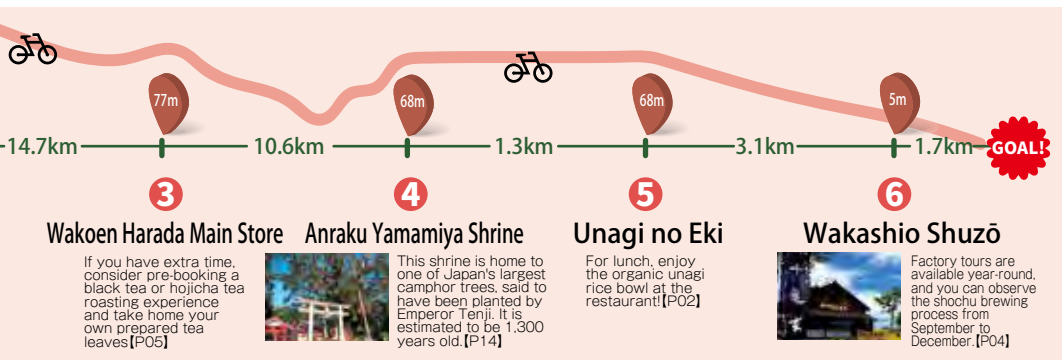 77m
68m
68m
5m
14.7km
10.6km
1.3km
3.1km
1.7km
GOAL!
3
Wakoen Harada Main Store
If you have extra time,
consider pre-booking a
black tea or hojicha tea
roasting experience
and take home your
own prepared tea
leaves【P05】
4
Anraku Yamamiya Shrine
This shrine is home to
one of Japan's largest
camphor trees, said to
have been planted by
Emperor Tenji. It is
estimated to be 1,300
years old.【P14】
5
Unagi no Eki
For lunch, enjoy
the organic unagi
rice bowl at the
restaurant!【P02】
6
Wakashio Shuzō
Factory tours are
available year-round,
and you can observe
the shochu brewing
process from
September to
December.【P04】